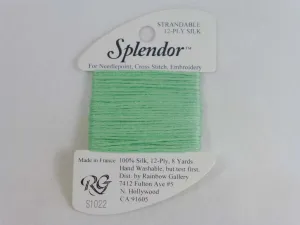 STRANDABLE
12-PLY SILK
Splendor™
For Needlepoint, Cross Stitch, Embroidery
Made in France
100% Silk, 12-Ply, 8 Yards
Hand Washable, but test first.
Dist. by Rainbow Gallery
7412 Fulton Ave #5
N. Hollywood
CA 91605
RG
S1022